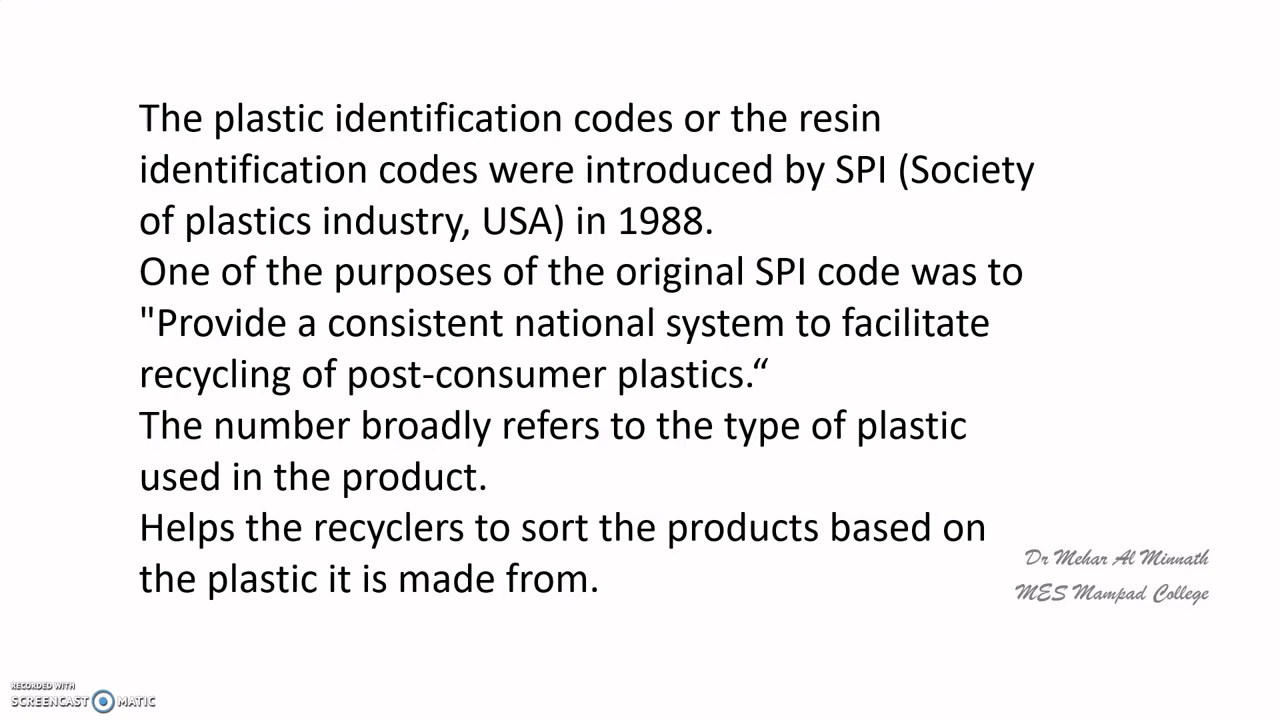 The plastic identification codes or the resin
identification codes were introduced by SPI (Society
of plastics industry, USA) in 1988.
One of the purposes of the original SPI code was to
"Provide a consistent national system to facilitate
recycling of post-consumer plastics.“
The number broadly refers to the type of plastic
used in the product.
Helps the recyclers to sort the products based on
the plastic it is made from.
Dr Mehar Al Minnath
MES Mampad College
RECORDED WITH
SCREENCAST MATIC